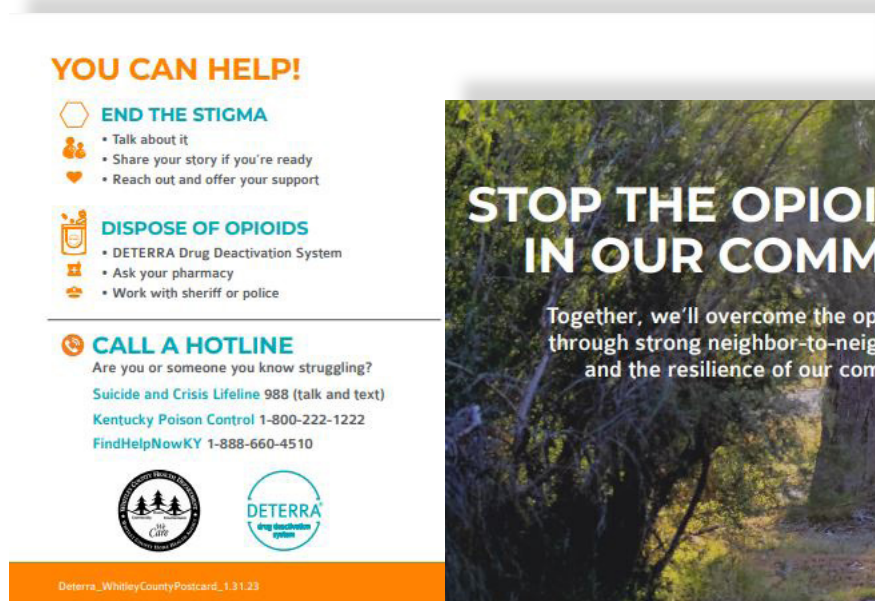 YOU CAN HELP!
END THE STIGMA
• Talk about it
• Share your story if you're ready
• Reach out and offer your support
DISPOSE OF OPIOIDS
• DETERRA Drug Deactivation System
• Ask your pharmacy
• Work with sheriff or police
CALL A HOTLINE
Are you or someone you know struggling?
Suicide and Crisis Lifeline 988 (talk and text)
Kentucky Poison Control 1-800-222-1222
FindHelpNowKY 1-888-660-4510
WHITLEY COUNTY HEALTH DEPARTMENT
We
Care
DETERRA®
drug deactivation
system
Deterra_WhitleyCountyPostcard_1.31.23
STOP THE OPIOI
IN OUR COMM
Together, we'll overcome the op
through strong neighbor-to-neig
and the resilience of our com